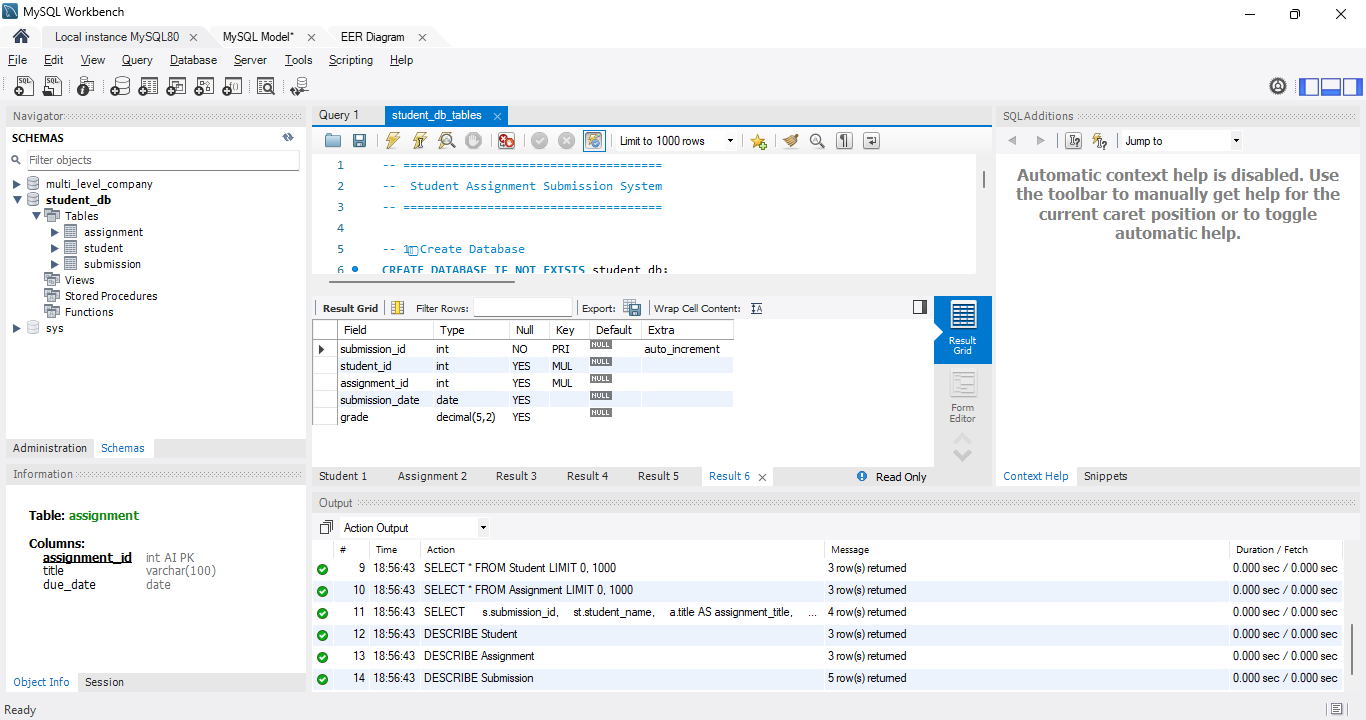 MySQL Workbench
Local instance MySQL80 MySQL Model* EER Diagram
File Edit View Query Database Server Tools Scripting Help
Navigator
SCHEMAS
Filter objects
multi_level_company
student_db
Tables
assignment
student
submission
Views
Stored Procedures
Functions
sys
Administration Schemas
Information
Table: assignment
Columns:
assignment_id int AI PK
title varchar(100)
due_date date
Object Info Session
Query 1 student_db_tables
Limit to 1000 rows
1 -- =====================================
2 -- Student Assignment Submission System
3 -- =====================================
4
5 -- 1 Create Database
6 CREATE DATABASE IF NOT EXISTS student_db;
Result Grid Filter Rows: Export: Wrap Cell Content:
Field Type Null Key Default Extra
submission_id int NO PRI NULL auto_increment
student_id int YES MUL NULL
assignment_id int YES MUL NULL
submission_date date YES NULL
grade decimal(5,2) YES NULL
Result Grid
Form Editor
Student 1 Assignment 2 Result 3 Result 4 Result 5 Result 6 Read Only
SQLAdditions
Jump to
Automatic context help is disabled. Use
the toolbar to manually get help for the
current caret position or to toggle
automatic help.
Context Help Snippets
Output
Action Output
# Time Action Message Duration / Fetch
9 18:56:43 SELECT * FROM Student LIMIT 0, 1000 3 row(s) returned 0.000 sec / 0.000 sec
10 18:56:43 SELECT * FROM Assignment LIMIT 0, 1000 3 row(s) returned 0.000 sec / 0.000 sec
11 18:56:43 SELECT s.submission_id, st.student_name, a.title AS assignment_title, ... 4 row(s) returned 0.000 sec / 0.000 sec
12 18:56:43 DESCRIBE Student 3 row(s) returned 0.000 sec / 0.000 sec
13 18:56:43 DESCRIBE Assignment 3 row(s) returned 0.000 sec / 0.000 sec
14 18:56:43 DESCRIBE Submission 5 row(s) returned 0.000 sec / 0.000 sec
Ready